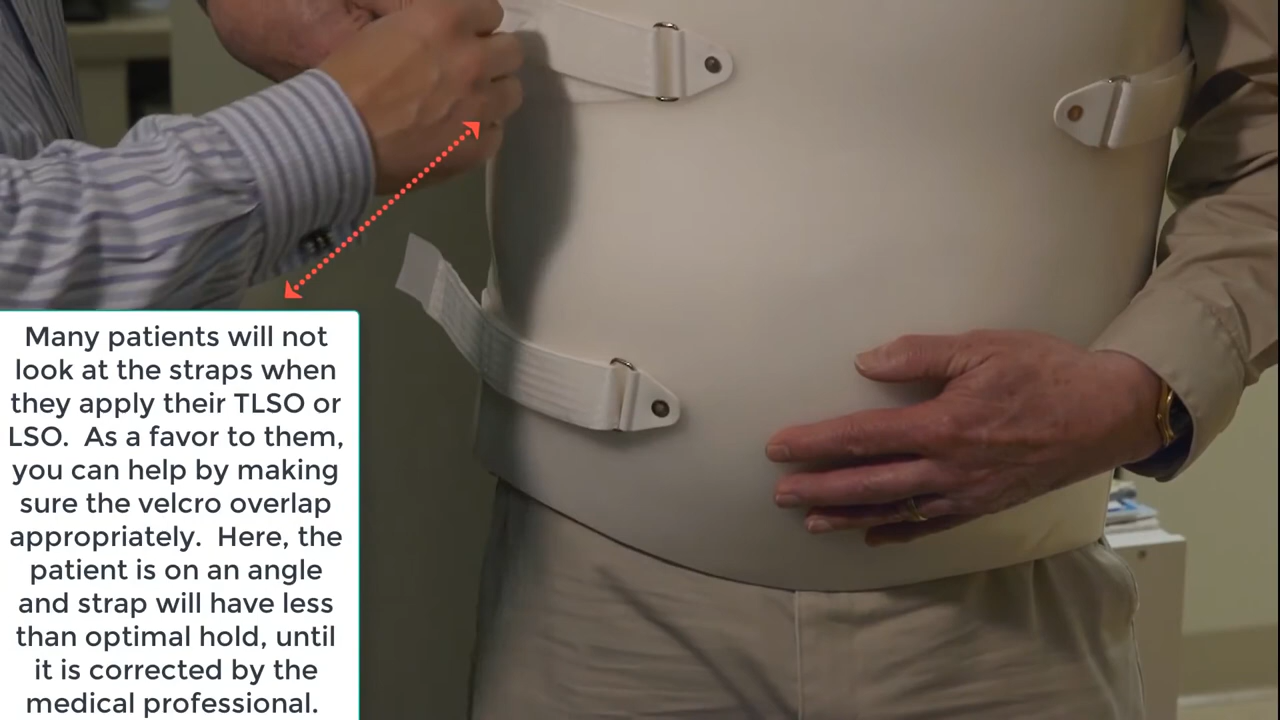 Many patients will not
look at the straps when
they apply their TLSO or
LSO.  As a favor to them,
you can help by making
sure the velcro overlap
appropriately.  Here, the
patient is on an angle
and strap will have less
than optimal hold, until
it is corrected by the
medical professional.